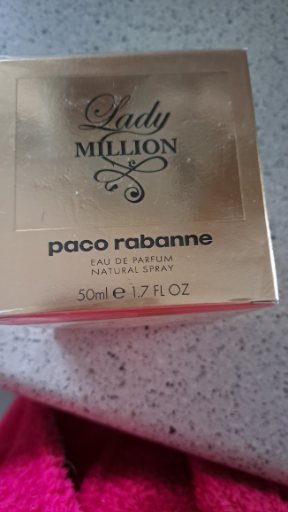 Lady
MILLION
paco rabanne
EAU DE PARFUM
NATURAL SPRAY
50ml e 1.7 FL OZ